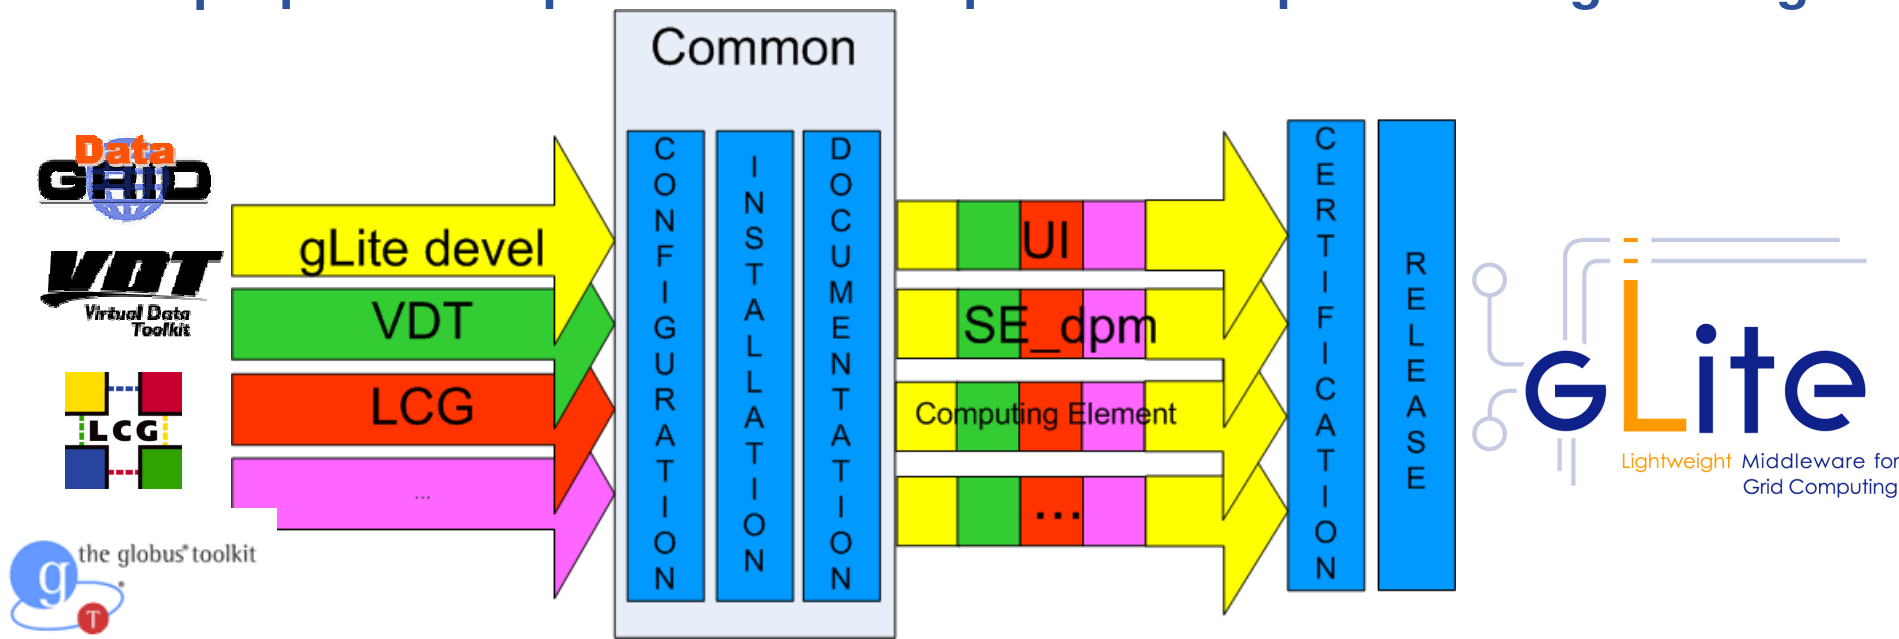 Common
Data
GRID
VDT
Virtual Data
Toolkit
LCG
the globus® toolkit
g
T
gLite devel
VDT
LCG
...
CONFIGURATION
INSTALLATION
DOCUMENTATION
UI
SE_dpm
Computing Element
...
CERTIFICATION
RELEASE
gLite
Lightweight Middleware for
Grid Computing